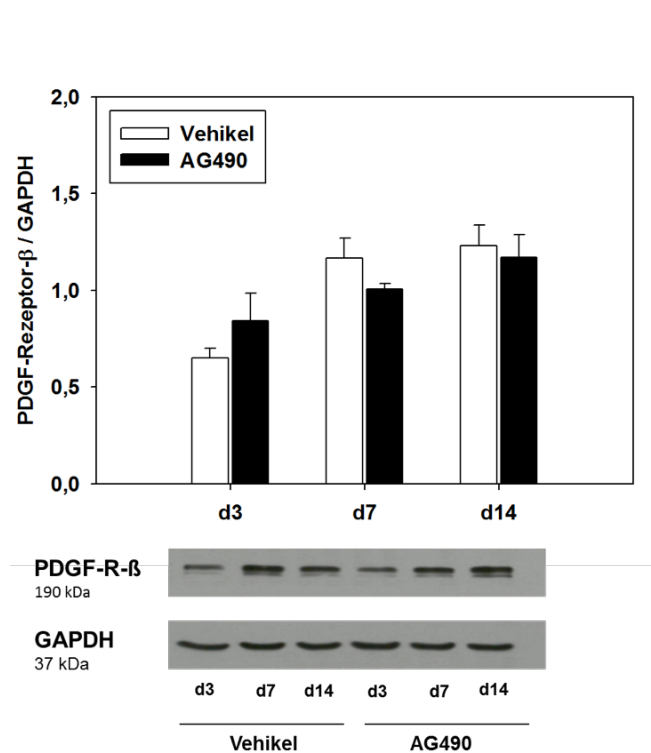 2,0
Vehikel
AG490
1,5
PDGF-Rezeptor-β / GAPDH
1,0
0,5
0,0
d3 d7 d14
PDGF-R-ß
190 kDa
GAPDH
37 kDa
d3 d7 d14 d3 d7 d14
Vehikel AG490